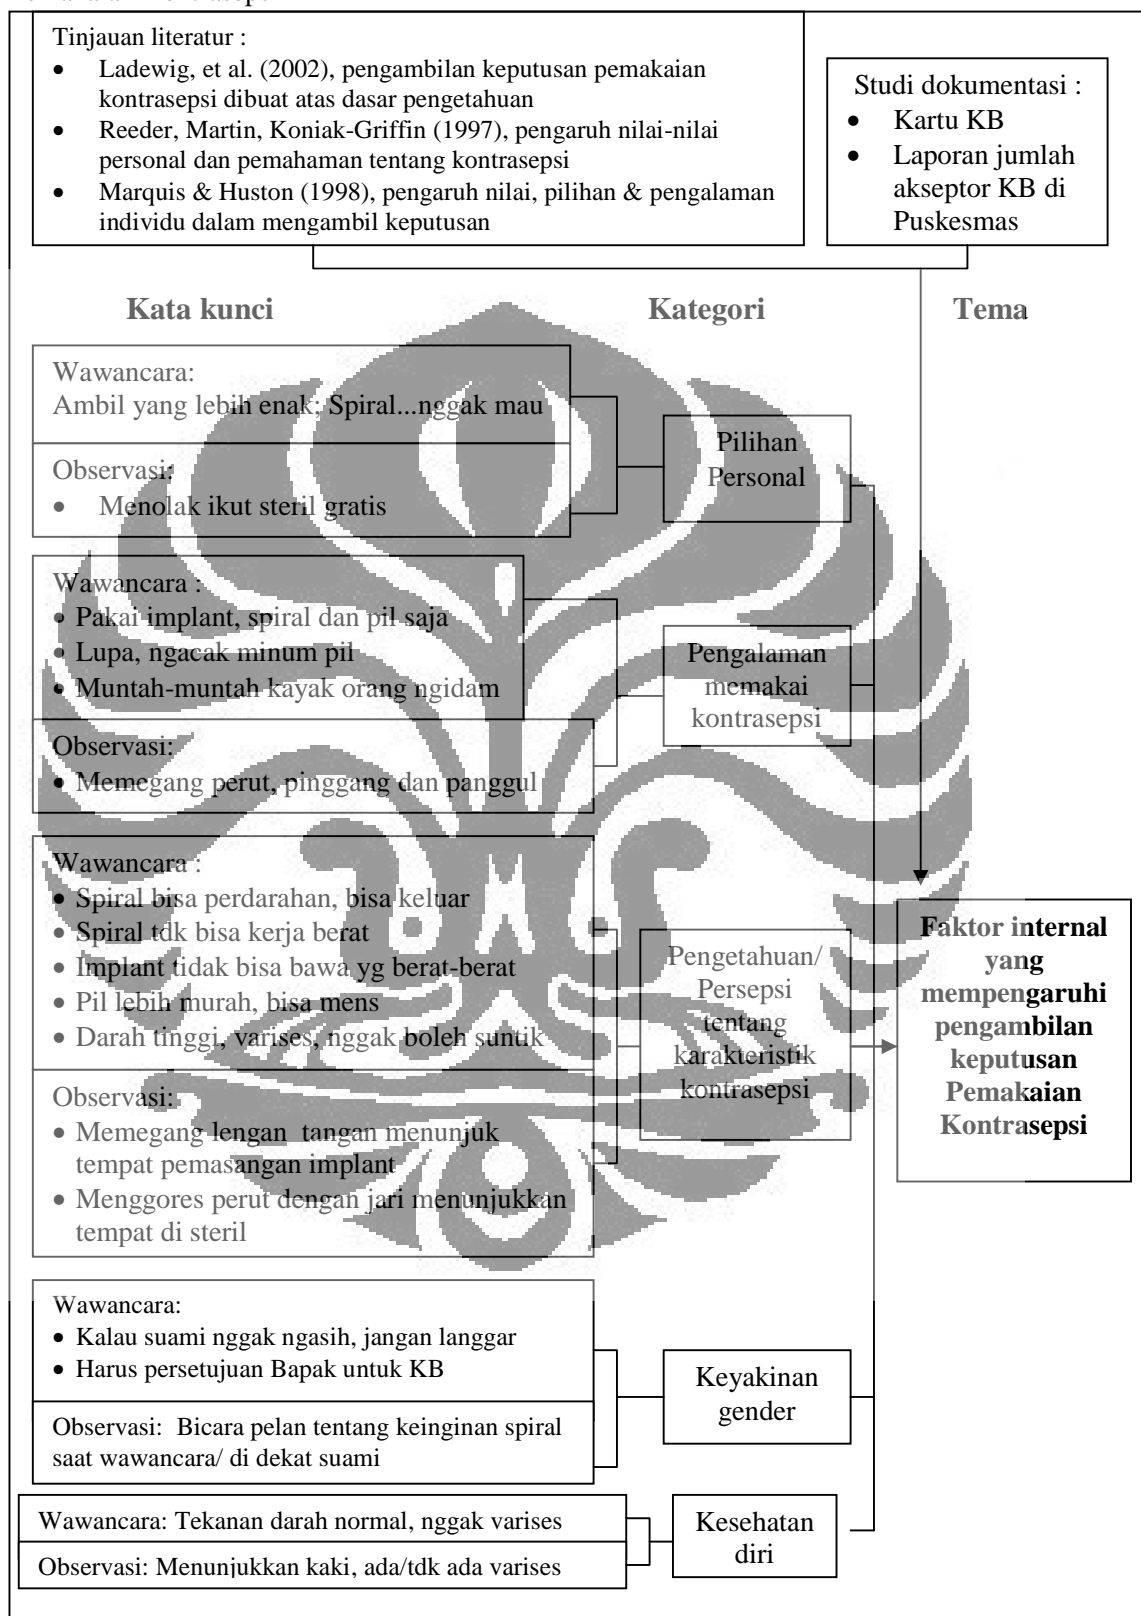 Tinjauan literatur :
• Ladewig, et al. (2002), pengambilan keputusan pemakaian
kontrasepsi dibuat atas dasar pengetahuan
• Reeder, Martin, Koniak-Griffin (1997), pengaruh nilai-nilai
personal dan pemahaman tentang kontrasepsi
• Marquis & Huston (1998), pengaruh nilai, pilihan & pengalaman
individu dalam mengambil keputusan
Studi dokumentasi :
• Kartu KB
• Laporan jumlah
akseptor KB di
Puskesmas
Kata kunci
Kategori
Tema
Wawancara:
Ambil yang lebih enak; Spiral...nggak mau
Observasi:
• Menolak ikut steril gratis
Pilihan
Personal
Wawancara :
• Pakai implant, spiral dan pil saja
• Lupa, ngacak minum pil
• Muntah-muntah kayak orang ngidam
Observasi:
• Memegang perut, pinggang dan panggul
Pengalaman
memakai
kontrasepsi
Wawancara :
• Spiral bisa perdarahan, bisa keluar
• Spiral tdk bisa kerja berat
• Implant tidak bisa bawa yg berat-berat
• Pil lebih murah, bisa mens
• Darah tinggi, varises, nggak boleh suntik
Observasi:
• Memegang lengan tangan menunjuk
tempat pemasangan implant
• Menggores perut dengan jari menunjukkan
tempat di steril
Pengetahuan/
Persepsi
tentang
karakteristik
kontrasepsi
Faktor internal
yang
mempengaruhi
pengambilan
keputusan
Pemakaian
Kontrasepsi
Wawancara:
• Kalau suami nggak ngasih, jangan langgar
• Harus persetujuan Bapak untuk KB
Observasi: Bicara pelan tentang keinginan spiral
saat wawancara/ di dekat suami
Keyakinan
gender
Wawancara: Tekanan darah normal, nggak varises
Observasi: Menunjukkan kaki, ada/tdk ada varises
Kesehatan
diri